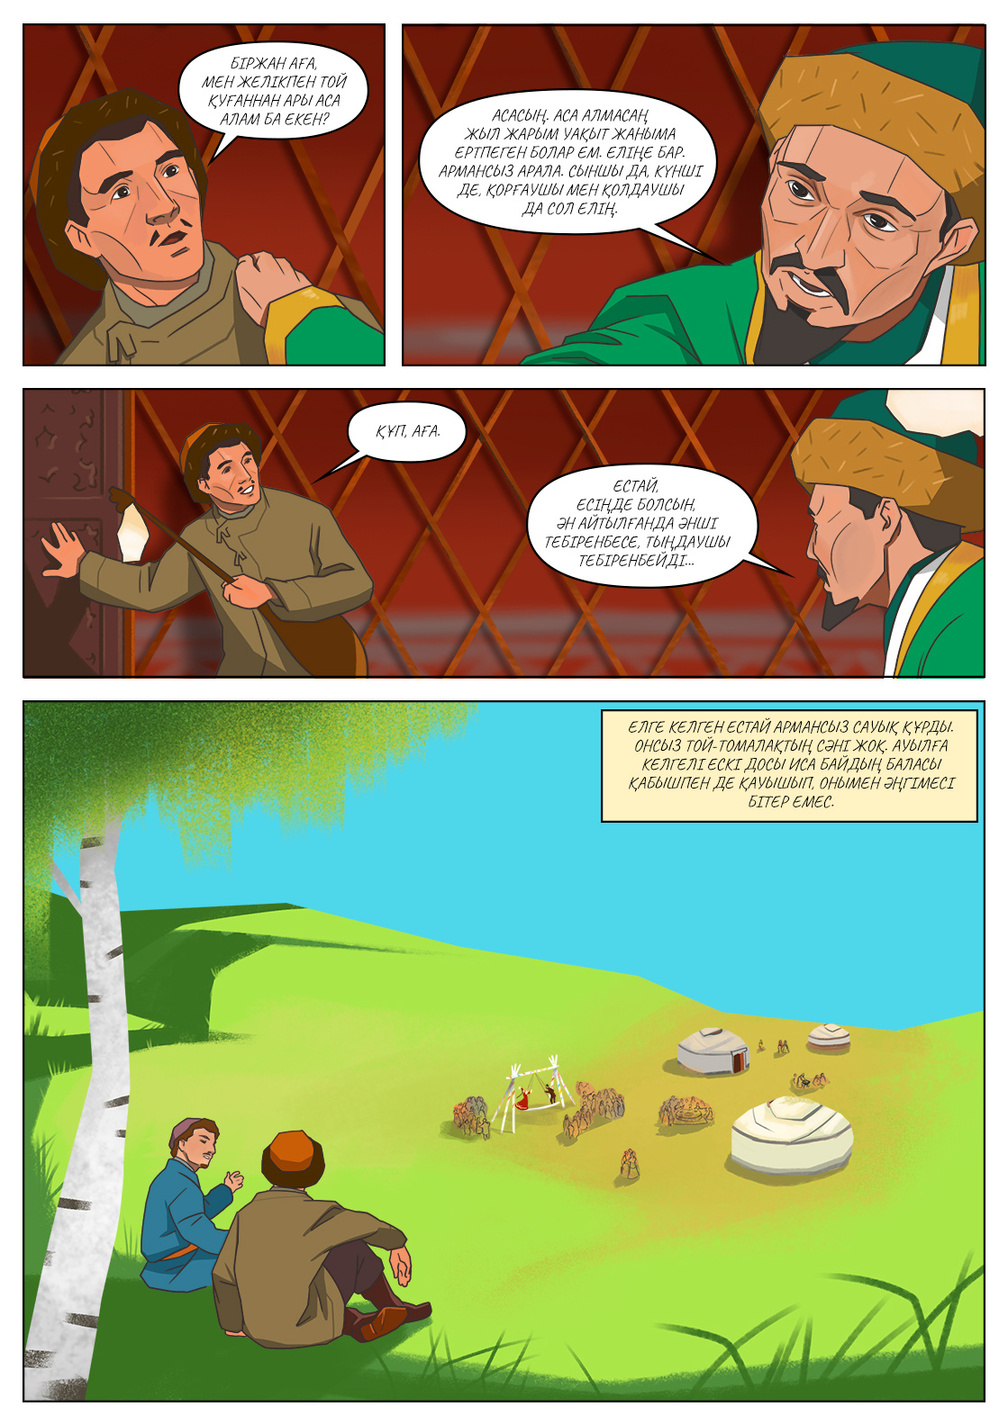 БІРЖАН АҒА,
МЕН ЖЕЛІКПЕН ТОЙ
ҚУҒАННАН АРЫ АСА
АЛАМ БА ЕКЕН?
АСАСЫҢ. АСА АЛМАСАҢ
ЖЫЛ ЖАРЫМ УАҚЫТ ЖАНЫМА
ЕРТПЕГЕН БОЛАР ЕМ. ЕЛІҢЕ БАР.
АРМАНСЫЗ АРАЛА. СЫНШЫ ДА, КҮНШІ
ДЕ, ҚОРҒАУШЫ МЕН ҚОЛДАУШЫ
ДА СОЛ ЕЛІҢ.
ҚҰП, АҒА.
ЕСТАЙ,
ЕСІҢДЕ БОЛСЫН,
ӘН АЙТЫЛҒАНДА ӘНШІ
ТЕБІРЕНБЕСЕ, ТЫҢДАУШЫ
ТЕБІРЕНБЕЙДІ...
ЕЛГЕ КЕЛГЕН ЕСТАЙ АРМАНСЫЗ САУЫҚ ҚҰРДЫ.
ОНСЫЗ ТОЙ-ТОМАЛАҚТЫҢ СӘНІ ЖОҚ. АУЫЛҒА
КЕЛГЕЛІ ЕСКІ ДОСЫ ИСА БАЙДЫҢ БАЛАСЫ
ҚАБЫШПЕН ДЕ ҚАУЫШЫП, ОНЫМЕН ӘҢГІМЕСІ
БІТЕР ЕМЕС.